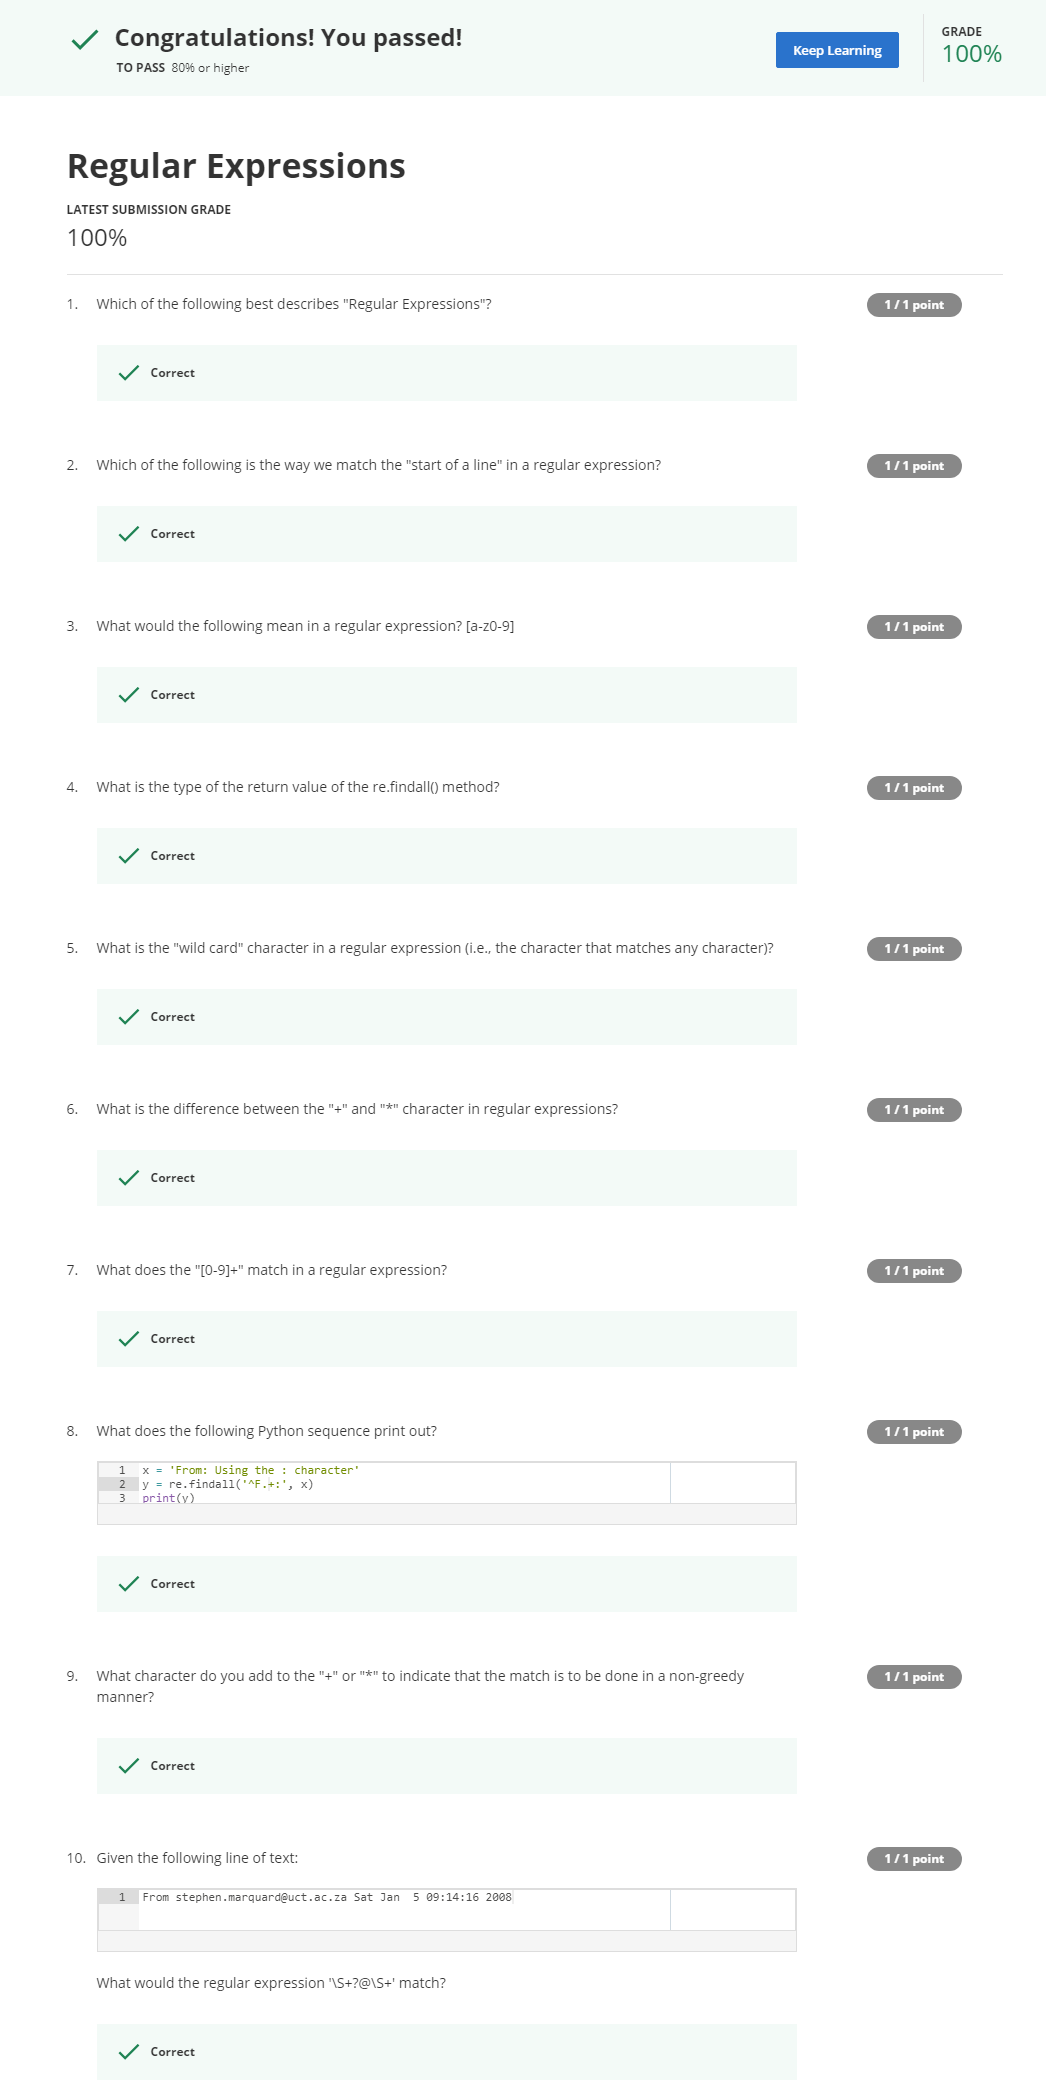 Congratulations! You passed!
TO PASS 80% or higher
Keep Learning
GRADE
100%
Regular Expressions
LATEST SUBMISSION GRADE
100%
1. Which of the following best describes "Regular Expressions"?
1 / 1 point
Correct
2. Which of the following is the way we match the "start of a line" in a regular expression?
1 / 1 point
Correct
3. What would the following mean in a regular expression? [a-z0-9]
1 / 1 point
Correct
4. What is the type of the return value of the re.findall() method?
1 / 1 point
Correct
5. What is the "wild card" character in a regular expression (i.e., the character that matches any character)?
1 / 1 point
Correct
6. What is the difference between the "+" and "*" character in regular expressions?
1 / 1 point
Correct
7. What does the "[0-9]+" match in a regular expression?
1 / 1 point
Correct
8. What does the following Python sequence print out?
1 / 1 point
1 x = 'From: Using the : character'
2 y = re.findall('^F.+:', x)
3 print(y)
Correct
9. What character do you add to the "+" or "*" to indicate that the match is to be done in a non-greedy
manner?
1 / 1 point
Correct
10. Given the following line of text:
1 / 1 point
1 From stephen.marquard@uct.ac.za Sat Jan  5 09:14:16 2008
What would the regular expression '\S+?@\S+' match?
Correct